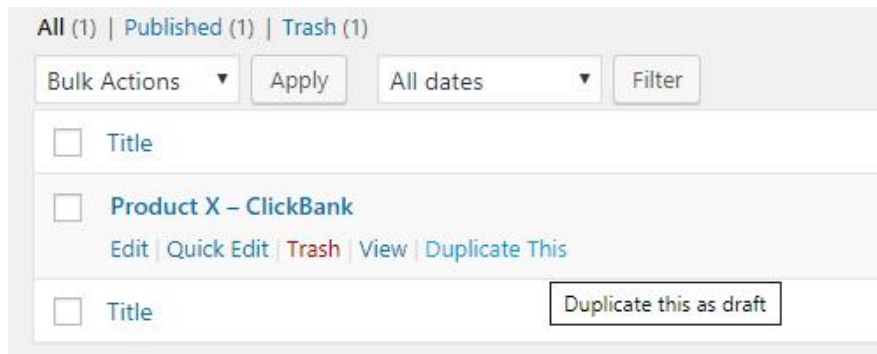 All (1) | Published (1) | Trash (1)
Bulk Actions ▼ Apply All dates ▼ Filter
Title
Product X – ClickBank
Edit | Quick Edit | Trash | View | Duplicate This
Duplicate this as draft
Title